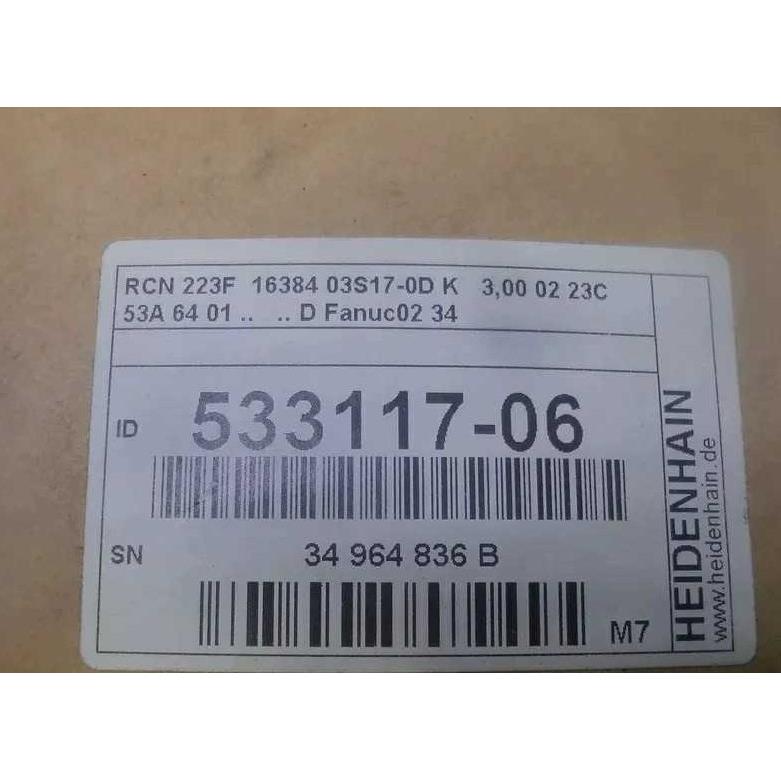 RCN 223F 16384 03S17-0D K 3,00 02 23C
53A 64 01 .. .. D Fanuc02 34
ID 533117-06
SN 34 964 836 B
M7
HEIDENHAIN
www.heidenhain.de